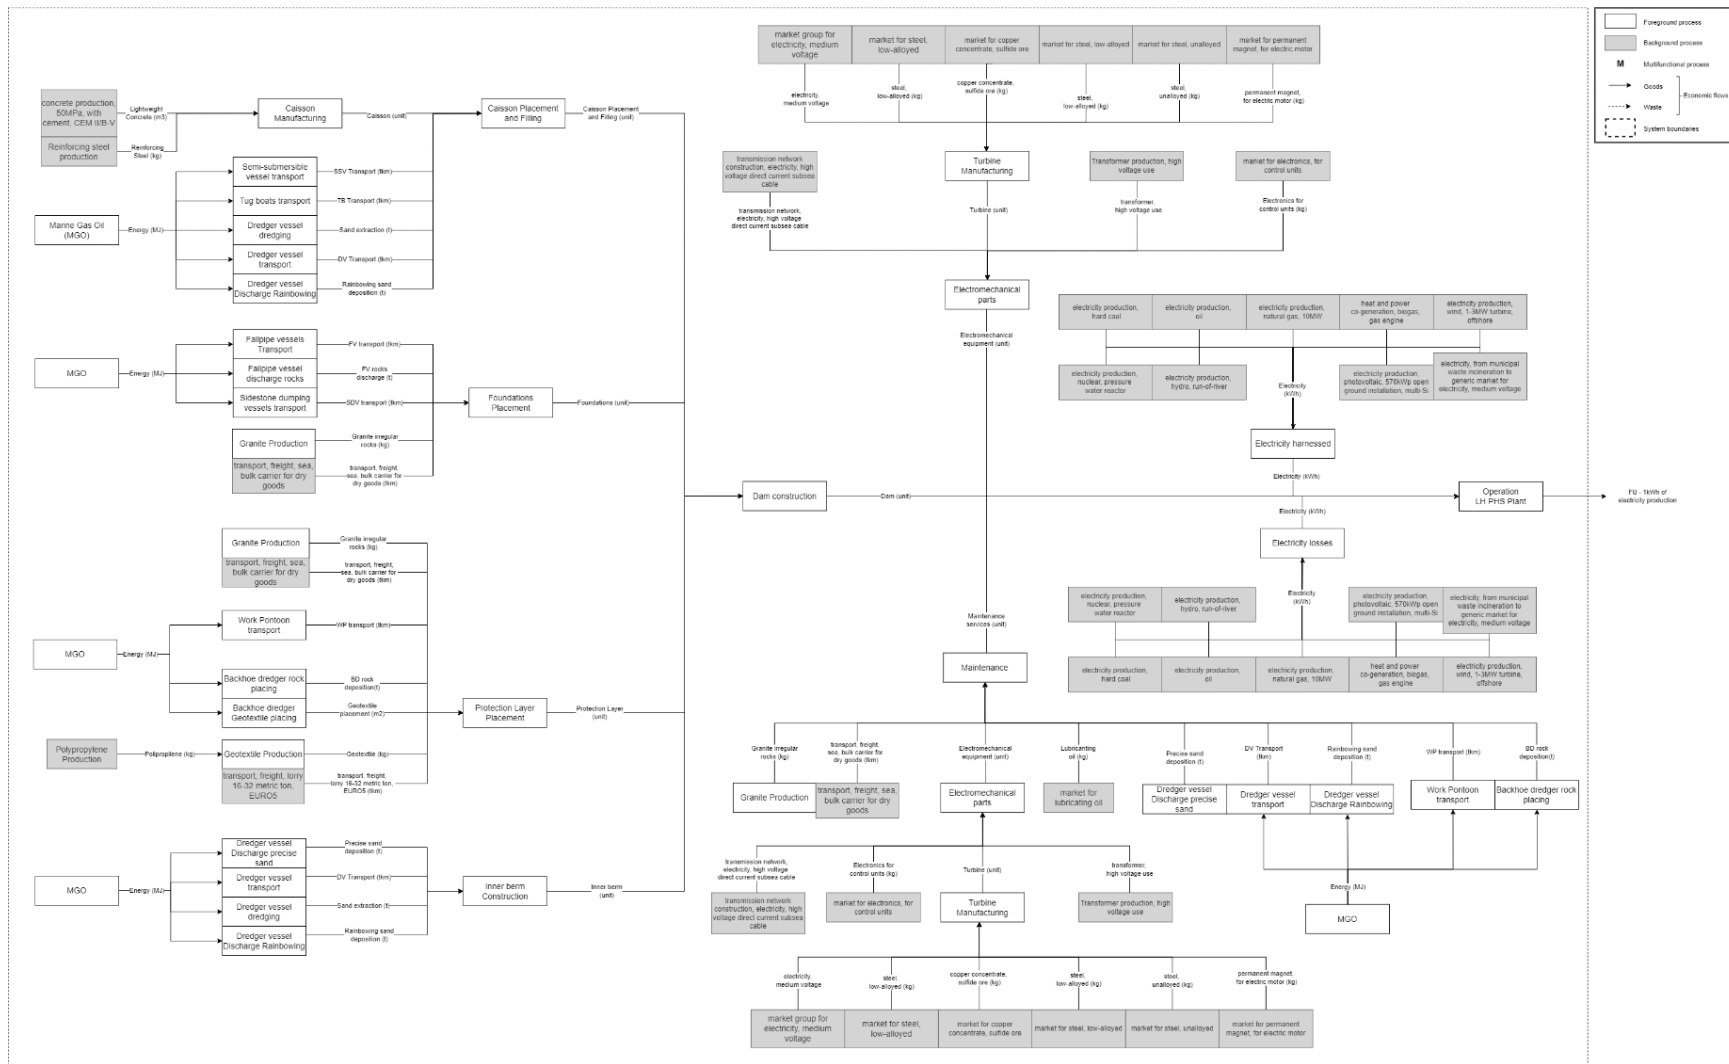 Foreground process
Background process
M
Multifunctional process
Goods
Waste
Economic flows
System boundaries
market group for
electricity, medium
voltage
market for steel,
low-alloyed
market for copper
concentrate, sulfide ore
market for steel, low-alloyed
market for steel, unalloyed
market for permanent
magnet, for electric motor
electricity,
medium voltage
steel,
low-alloyed (kg)
copper concentrate,
sulfide ore (kg)
steel,
low-alloyed (kg)
steel,
unalloyed (kg)
permanent magnet,
for electric motor (kg)
concrete production,
50MPa, with
cement, CEM II/B-V
Lightweight
Concrete (m3)
Reinforcing steel
production
Reinforcing
Steel (kg)
Caisson
Manufacturing
Caisson (unit)
Caisson Placement
and Filling
Caisson Placement
and Filling (unit)
Marine Gas Oil
(MGO)
Energy (MJ)
Semi-submersible
vessel transport
SSV Transport (tkm)
Tug boats transport
TB Transport (tkm)
Dredger vessel
dredging
Sand extraction (t)
Dredger vessel
transport
DV Transport (tkm)
Dredger vessel
Discharge Rainbowing
Rainbowing sand
deposition (t)
transmission network
construction, electricity, high
voltage direct current subsea
cable
Turbine
Manufacturing
Transformer production, high
voltage use
market for electronics, for
control units
transmission network,
electricity, high voltage
direct current subsea cable
Turbine (unit)
transformer,
high voltage use
Electronics for
control units (kg)
Electromechanical
parts
Electromechanical
equipment (unit)
MGO
Energy (MJ)
Fallpipe vessels
Transport
FV transport (tkm)
Fallpipe vessel
discharge rocks
FV rocks
discharge (t)
Sidestone dumping
vessels transport
SDV transport (tkm)
Granite Production
Granite irregular
rocks (kg)
transport, freight, sea,
bulk carrier for dry
goods
transport, freight,
sea, bulk carrier for
dry goods (tkm)
Foundations
Placement
Foundations (unit)
electricity production,
hard coal
electricity production,
oil
electricity production,
natural gas, 10MW
heat and power
co-generation, biogas,
gas engine
electricity production,
wind, 1-3MW turbine,
offshore
electricity production,
nuclear, pressure
water reactor
electricity production,
hydro, run-of-river
electricity production,
photovoltaic, 570kWp open
ground installation, multi-Si
electricity, from municipal
waste incineration to
generic market for
electricity, medium voltage
Electricity
(kWh)
Electricity harnessed
Electricity (kWh)
Dam construction
Dam (unit)
Operation
LH PHS Plant
FU - 1kWh of
electricity production
Electricity (kWh)
Electricity losses
Electricity
(kWh)
Granite Production
Granite irregular
rocks (kg)
transport, freight, sea,
bulk carrier for dry
goods
transport, freight,
sea, bulk carrier for
dry goods (tkm)
MGO
Energy (MJ)
Work Pontoon
transport
WP transport (tkm)
Backhoe dredger rock
placing
BD rock
deposition(t)
Backhoe dredger
Geotextile placing
Geotextile
placement (m2)
Protection Layer
Placement
Protection Layer
(unit)
Polypropylene
Production
Polipropilene (kg)
Geotextile Production
Geotextile (kg)
transport, freight, lorry
16-32 metric ton,
EURO5
transport, freight,
lorry 16-32 metric ton,
EURO5 (tkm)
MGO
Energy (MJ)
Dredger vessel
Discharge precise
sand
Precise sand
deposition (t)
Dredger vessel
transport
DV Transport (tkm)
Dredger vessel
dredging
Sand extraction (t)
Dredger vessel
Discharge Rainbowing
Rainbowing sand
deposition (t)
Inner berm
Construction
Inner berm
(unit)
electricity production,
nuclear, pressure
water reactor
electricity production,
hydro, run-of-river
electricity production,
photovoltaic, 570kWp open
ground installation, multi-Si
electricity, from municipal
waste incineration to
generic market for
electricity, medium voltage
electricity production,
hard coal
electricity production,
oil
electricity production,
natural gas, 10MW
heat and power
co-generation, biogas,
gas engine
electricity production,
wind, 1-3MW turbine,
offshore
Maintenance
services (unit)
Maintenance
Granite irregular
rocks (kg)
transport, freight,
sea, bulk carrier for
dry goods (tkm)
Electromechanical
equipment (unit)
Lubricanting
oil (kg)
Precise sand
deposition (t)
DV Transport
(tkm)
Rainbowing sand
deposition (t)
WP transport (tkm)
BD rock
deposition(t)
Granite Production
transport, freight, sea,
bulk carrier for dry
goods
Electromechanical
parts
market for
lubricating oil
Dredger vessel
Discharge precise
sand
Dredger vessel
transport
Dredger vessel
Discharge Rainbowing
Work Pontoon
transport
Backhoe dredger rock
placing
transmission network,
electricity, high voltage
direct current subsea cable
Electronics for
control units (kg)
Turbine (unit)
transformer,
high voltage use
Energy (MJ)
transmission network
construction, electricity, high
voltage direct current subsea
cable
market for electronics, for
control units
Turbine
Manufacturing
Transformer production, high
voltage use
MGO
electricity,
medium voltage
steel,
low-alloyed (kg)
copper concentrate,
sulfide ore (kg)
steel,
low-alloyed (kg)
steel,
unalloyed (kg)
permanent magnet,
for electric motor (kg)
market group for
electricity, medium
voltage
market for steel,
low-alloyed
market for copper
concentrate, sulfide ore
market for steel, low-alloyed
market for steel, unalloyed
market for permanent
magnet, for electric motor